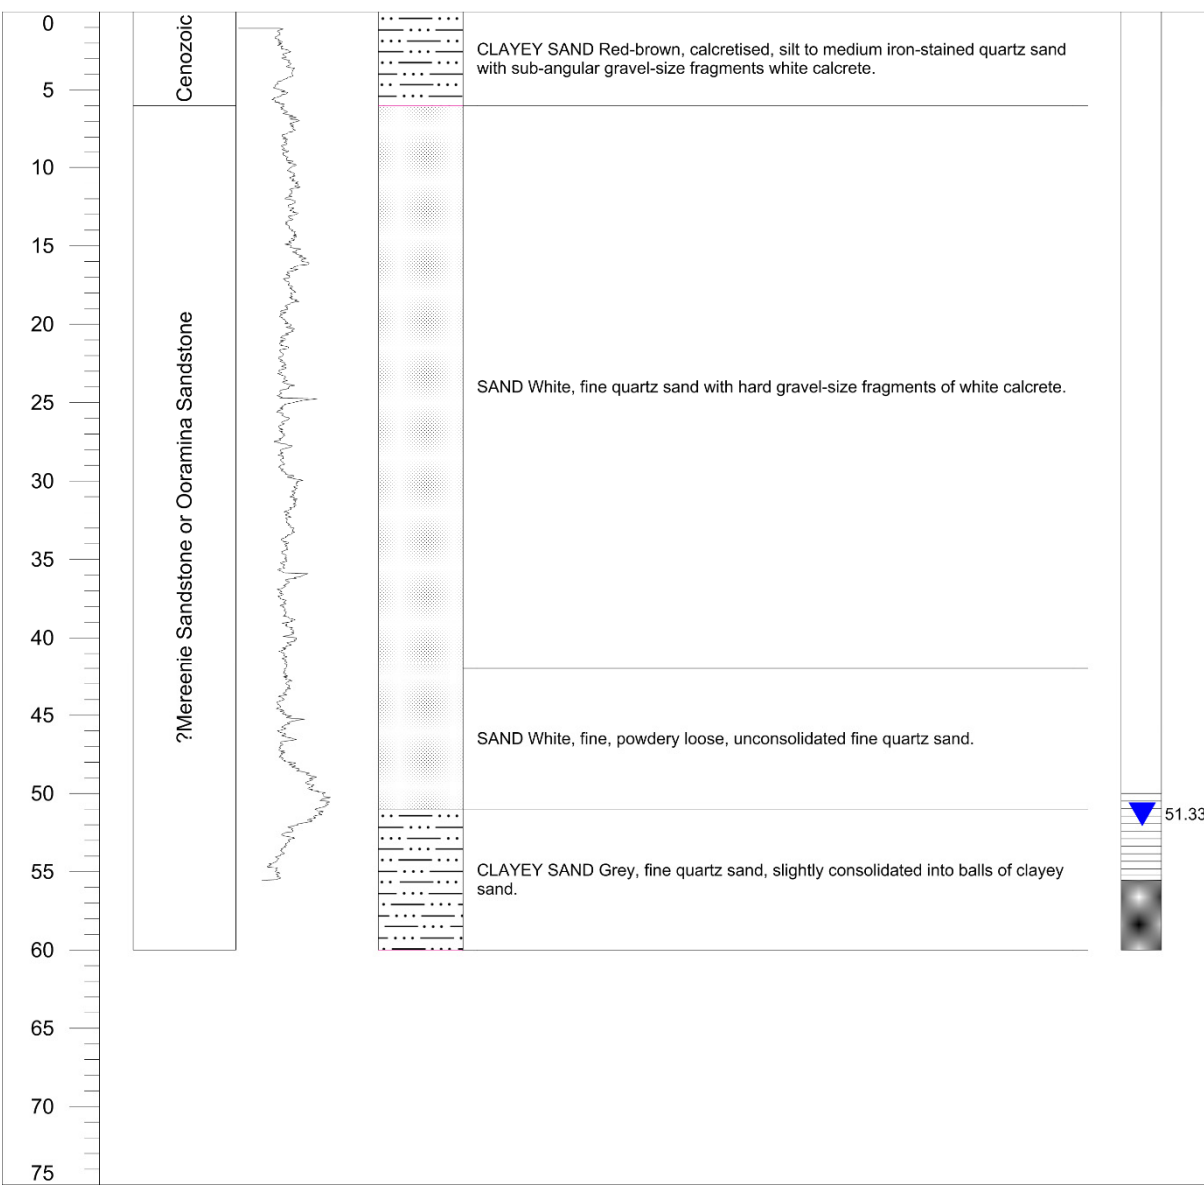 0
5
10
15
20
25
30
35
40
45
50
55
60
65
70
75
Cenozoic
?Mereenie Sandstone or Ooramina Sandstone
CLAYEY SAND Red-brown, calcretised, silt to medium iron-stained quartz sand
with sub-angular gravel-size fragments white calcrete.
SAND White, fine quartz sand with hard gravel-size fragments of white calcrete.
SAND White, fine, powdery loose, unconsolidated fine quartz sand.
CLAYEY SAND Grey, fine quartz sand, slightly consolidated into balls of clayey
sand.
51.33